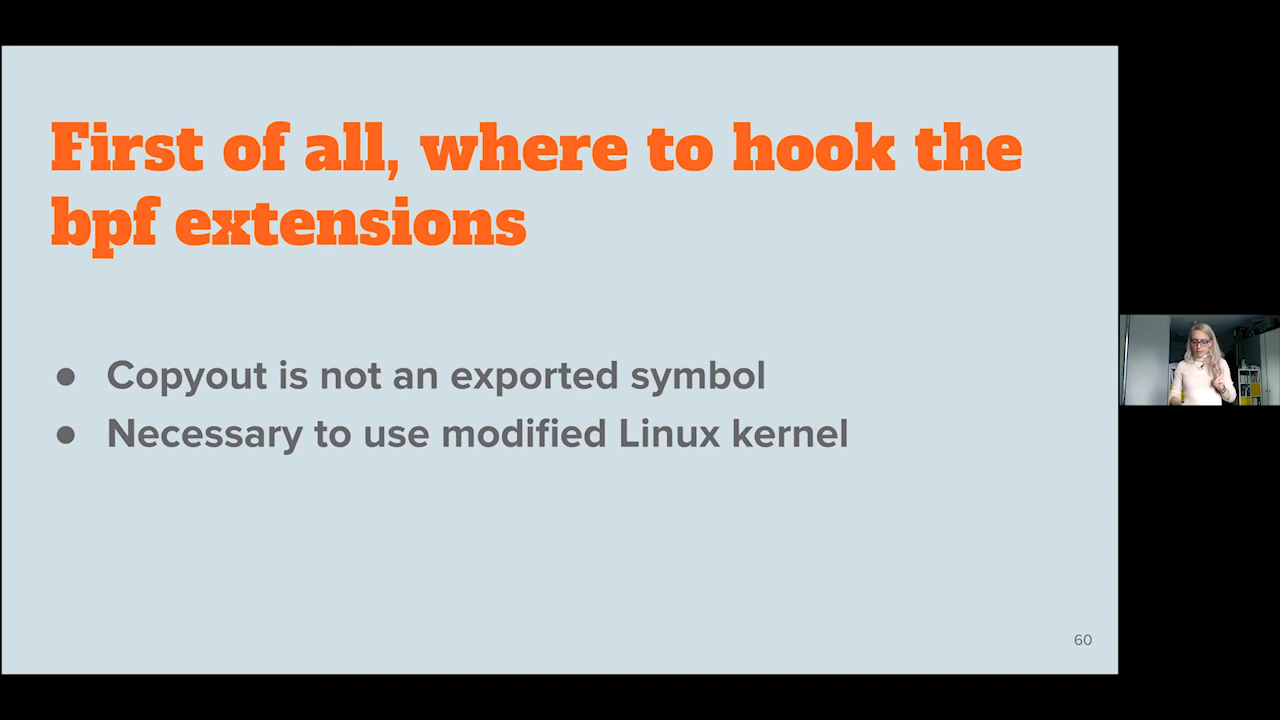 First of all, where to hook the
bpf extensions
● Copyout is not an exported symbol
● Necessary to use modified Linux kernel
60